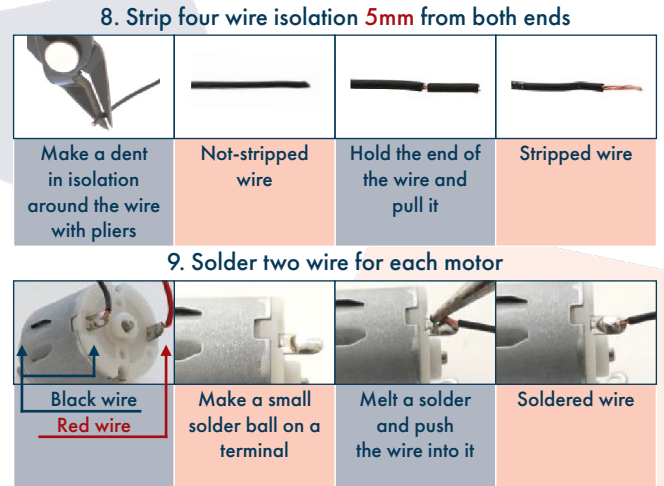 8. Strip four wire isolation 5mm from both ends
Make a dent
in isolation
around the wire
with pliers
Not-stripped
wire
Hold the end of
the wire and
pull it
Stripped wire
9. Solder two wire for each motor
Black wire
Red wire
Make a small
solder ball on a
terminal
Melt a solder
and push
the wire into it
Soldered wire